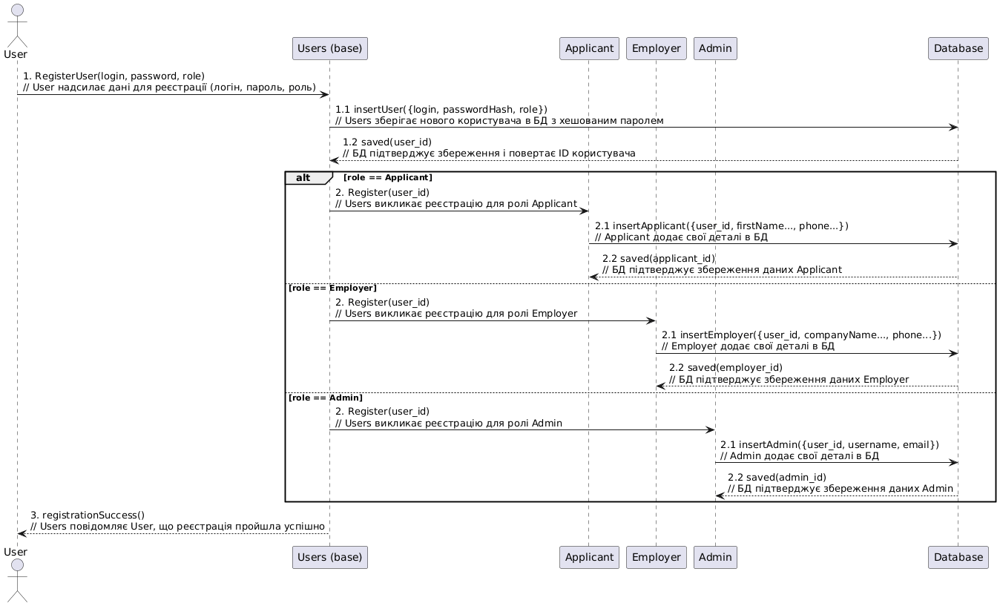 User
Users (base)
Applicant
Employer
Admin
Database
1. RegisterUser(login, password, role)
// User надсилає дані для реєстрації (логін, пароль, роль)
1.1 insertUser({login, passwordHash, role})
// Users зберігає нового користувача в БД з хешованим паролем
1.2 saved(user_id)
// БД підтверджує збереження і повертає ID користувача
alt [role == Applicant]
2. Register(user_id)
// Users викликає реєстрацію для ролі Applicant
2.1 insertApplicant({user_id, firstName..., phone...})
// Applicant додає свої деталі в БД
2.2 saved(applicant_id)
// БД підтверджує збереження даних Applicant
[role == Employer]
2. Register(user_id)
// Users викликає реєстрацію для ролі Employer
2.1 insertEmployer({user_id, companyName..., phone...})
// Employer додає свої деталі в БД
2.2 saved(employer_id)
// БД підтверджує збереження даних Employer
[role == Admin]
2. Register(user_id)
// Users викликає реєстрацію для ролі Admin
2.1 insertAdmin({user_id, username, email})
// Admin додає свої деталі в БД
2.2 saved(admin_id)
// БД підтверджує збереження даних Admin
3. registrationSuccess()
// Users повідомляє User, що реєстрація пройшла успішно
User
Users (base)
Applicant
Employer
Admin
Database